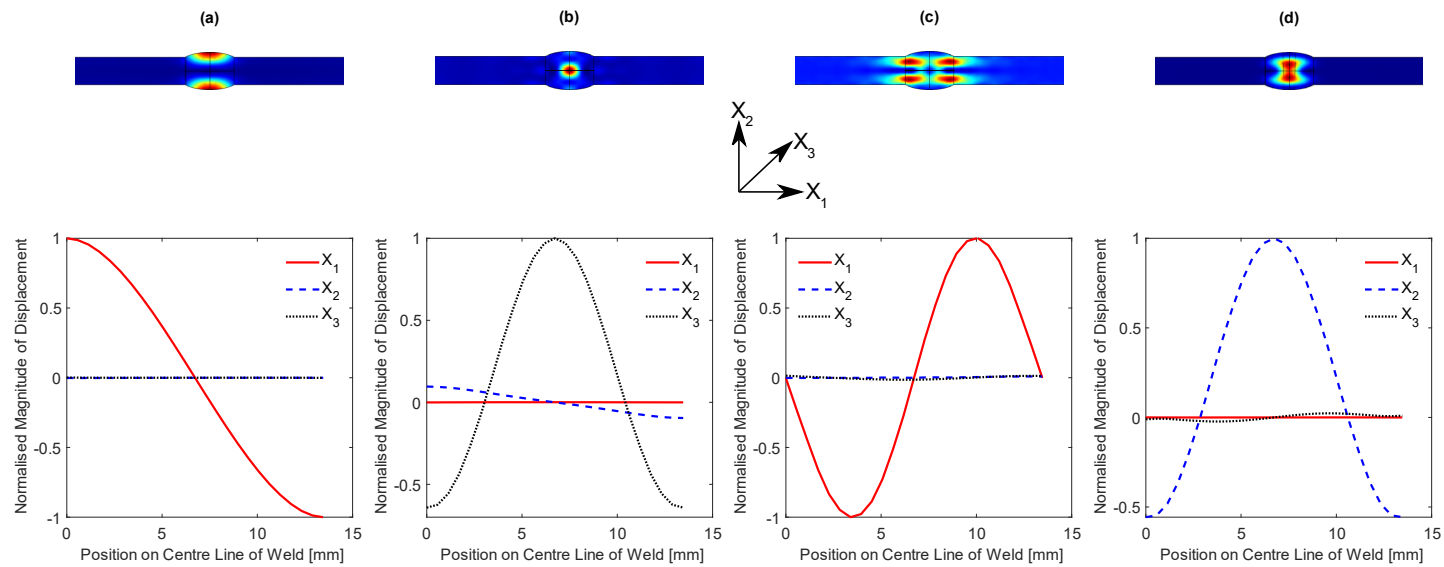 (a)
(b)
(c)
(d)
X2
X3
X1
Normalised Magnitude of Displacement
1
0.5
0
-0.5
-1
0
5
10
15
X1
X2
X3
Position on Centre Line of Weld [mm]
Normalised Magnitude of Displacement
1
0.5
0
-0.5
0
5
10
15
X1
X2
X3
Position on Centre Line of Weld [mm]
Normalised Magnitude of Displacement
1
0.5
0
-0.5
-1
0
5
10
15
X1
X2
X3
Position on Centre Line of Weld [mm]
Normalised Magnitude of Displacement
1
0.5
0
-0.5
0
5
10
15
X1
X2
X3
Position on Centre Line of Weld [mm]